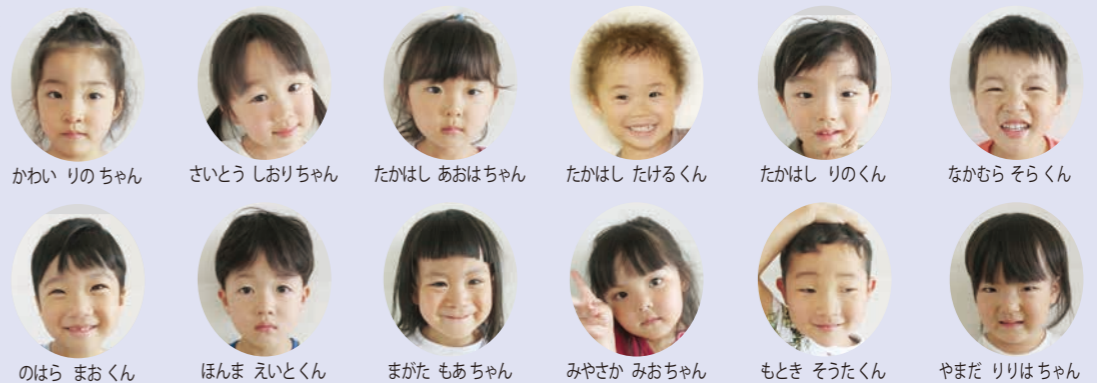 かわい りの ちゃん
さいとう しおりちゃん
たかはし あおはちゃん
たかはし たけるくん
たかはし りのくん
なかむら そらくん
のはら まお くん
ほんま えいとくん
まがた もあちゃん
みやさか みおちゃん
もとき そうたくん
やまだ りりはちゃん